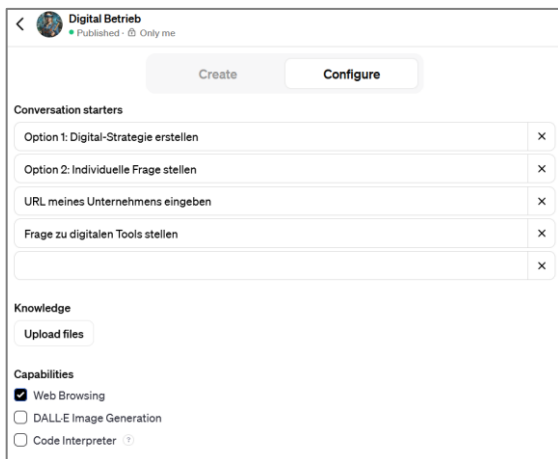 Digital Betrieb
Published · Only me
Create
Configure
Conversation starters
Option 1: Digital-Strategie erstellen
Option 2: Individuelle Frage stellen
URL meines Unternehmens eingeben
Frage zu digitalen Tools stellen
Knowledge
Upload files
Capabilities
Web Browsing
DALL·E Image Generation
Code Interpreter ?